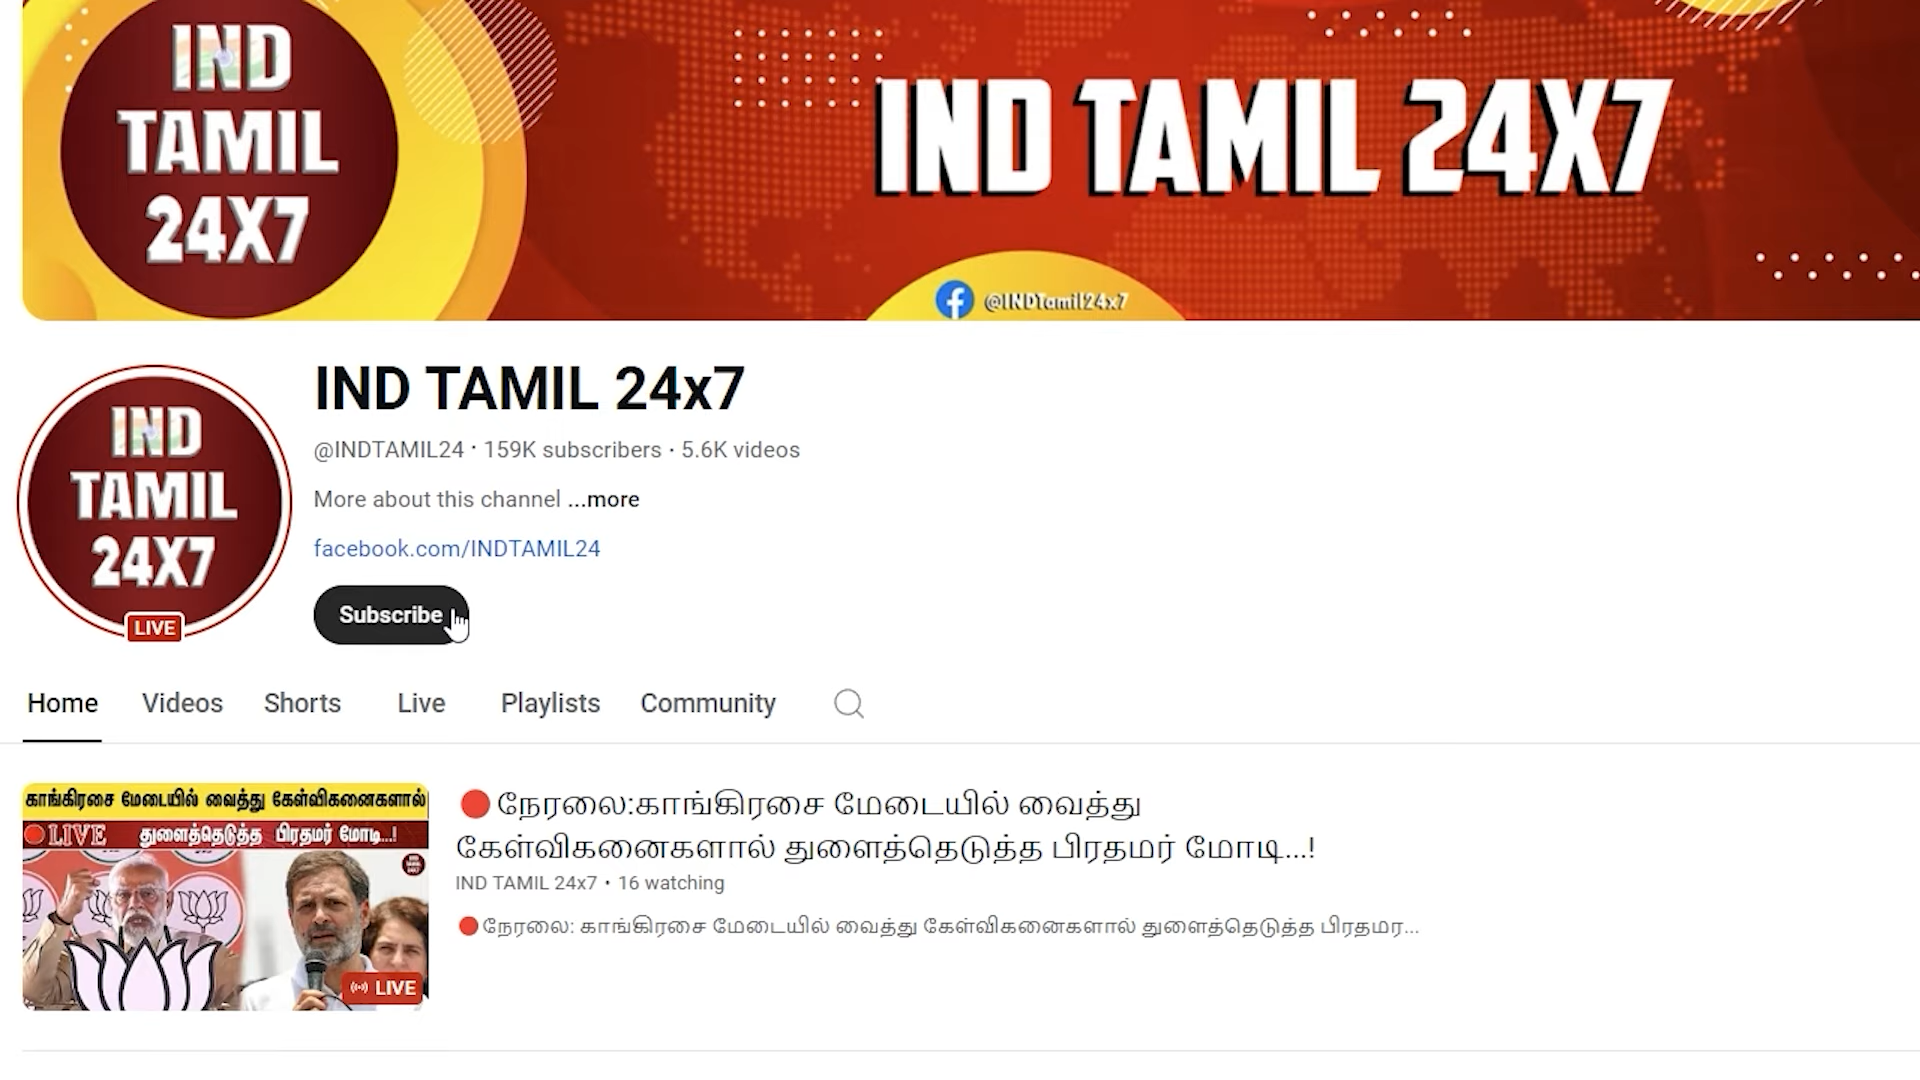 IND
TAMIL
24X7
IND TAMIL 24X7
@INDTamil24x7
IND
TAMIL
24X7
LIVE
IND TAMIL 24x7
@INDTAMIL24 · 159K subscribers · 5.6K videos
More about this channel ...more
facebook.com/INDTAMIL24
Subscribe
Home Videos Shorts Live Playlists Community
காங்கிரசை மேடையில் வைத்து கேள்விகனைகளால்
LIVE துளைத்தெடுத்த பிரதமர் மோடி...!
LIVE
🔴நேரலை:காங்கிரசை மேடையில் வைத்து
கேள்விகனைகளால் துளைத்தெடுத்த பிரதமர் மோடி...!
IND TAMIL 24x7 • 16 watching
🔴நேரலை: காங்கிரசை மேடையில் வைத்து கேள்விகனைகளால் துளைத்தெடுத்த பிரதமர...